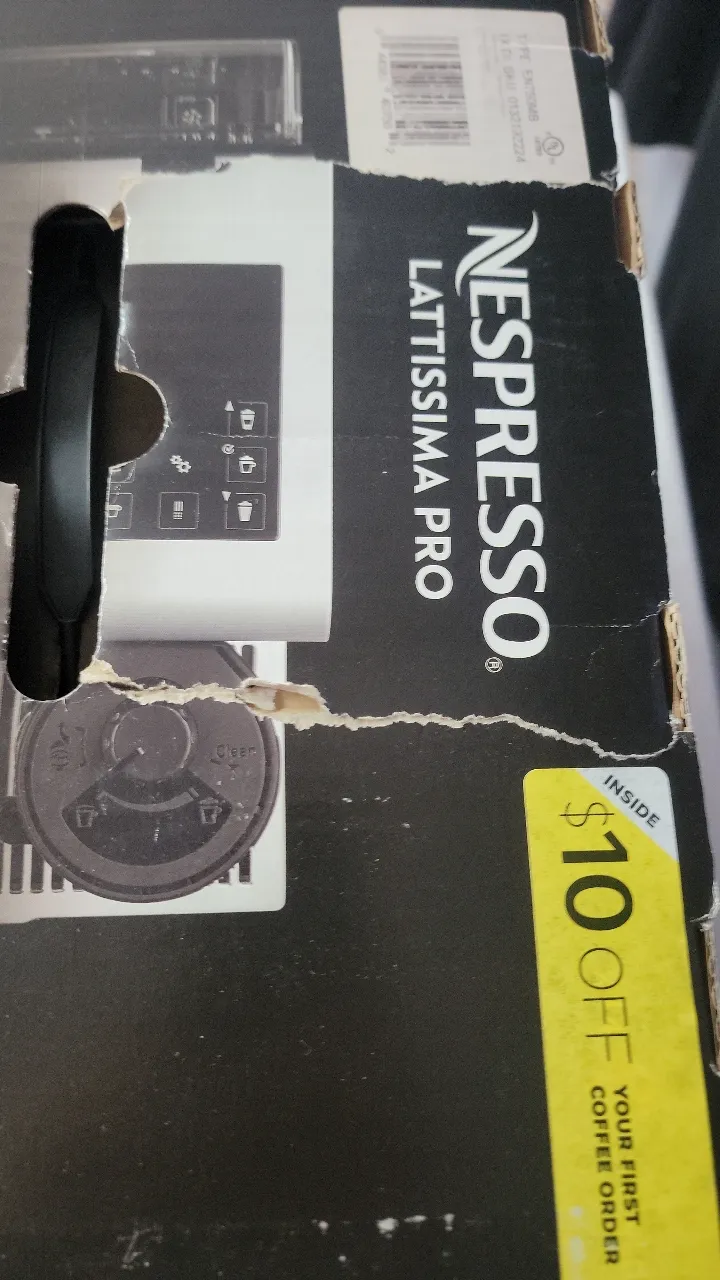 NESPRESSO®
LATTISSIMA PRO
Clean
INSIDE
$10 OFF
YOUR FIRST
COFFEE ORDER